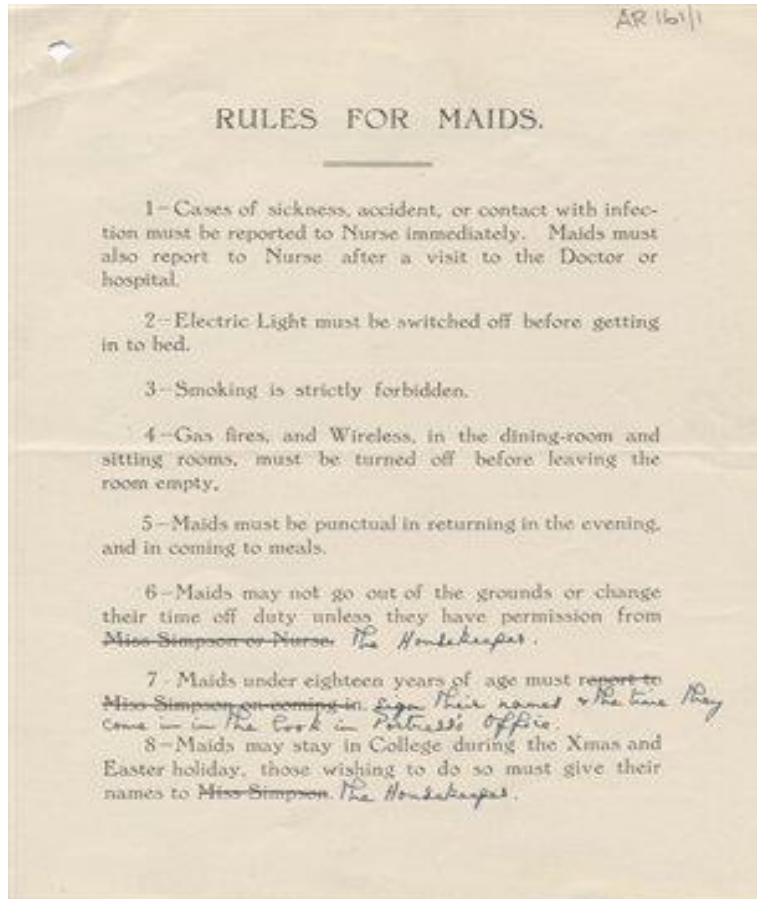 AR 161/1
RULES FOR MAIDS.
1—Cases of sickness, accident, or contact with infec-
tion must be reported to Nurse immediately. Maids must
also report to Nurse after a visit to the Doctor or
hospital.
2—Electric Light must be switched off before getting
in to bed.
3—Smoking is strictly forbidden.
4—Gas fires, and Wireless, in the dining-room and
sitting rooms, must be turned off before leaving the
room empty.
5—Maids must be punctual in returning in the evening,
and in coming to meals.
6—Maids may not go out of the grounds or change
their time off duty unless they have permission from
Miss Simpson or Nurse. The Housekeeper.
7—Maids under eighteen years of age must report to
Miss Simpson on coming in. sign their names & the time they
come in in the book in Portress's Office.
8—Maids may stay in College during the Xmas and
Easter holiday, those wishing to do so must give their
names to Miss Simpson. The Housekeeper.